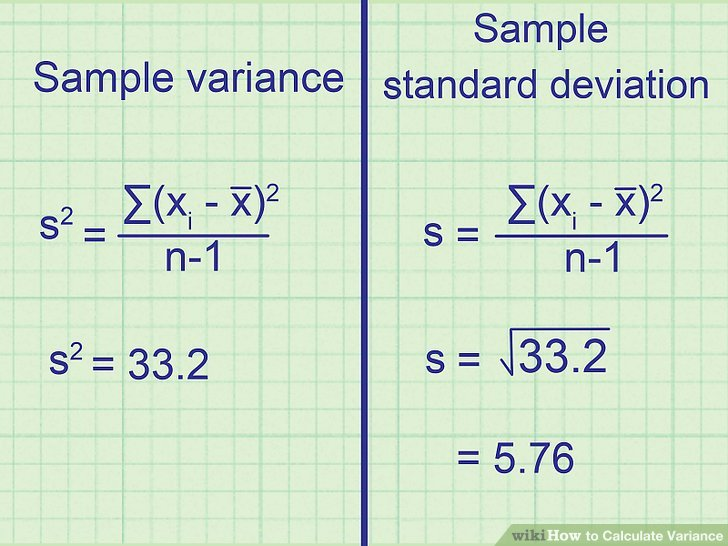 Sample variance
s² = ∑(xᵢ - x̅)²
n-1
s² = 33.2
Sample
standard deviation
s = ∑(xᵢ - x̅)²
n-1
s = √33.2
= 5.76
wikiHow to Calculate Variance